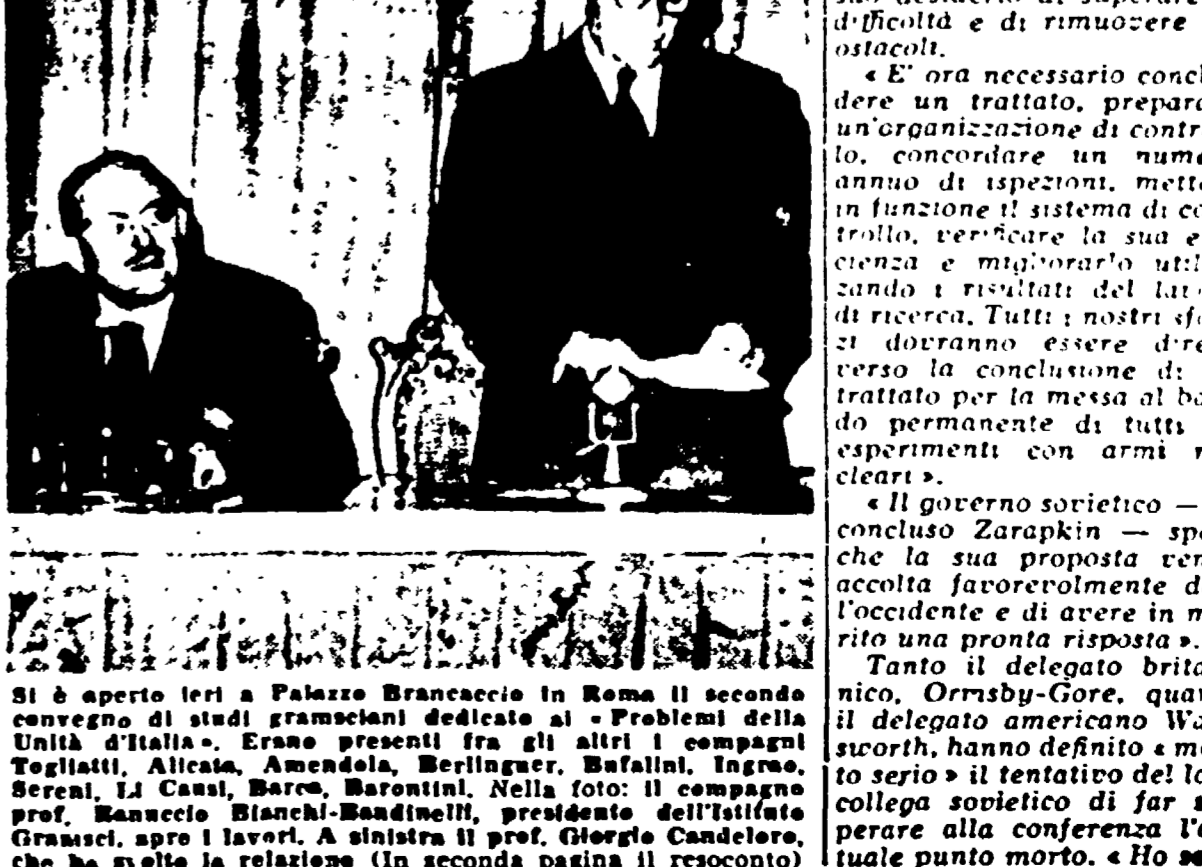 Si è aperto ieri a Palazzo Brancaccio in Roma il secondo
convegno di studi gramsciani dedicato ai « Problemi della
Unità d'Italia ». Erano presenti fra gli altri i compagni
Togliatti, Alicata, Amendola, Berlinguer, Bufalini, Ingrao,
Sereni, Li Causi, Barca, Barontini. Nella foto: il compagno
prof. Ranuccio Bianchi-Bandinelli, presidente dell'Istituto
Gramsci, apre i lavori. A sinistra il prof. Giorgio Candeloro,
che ha svolto la relazione (In seconda pagina il resoconto)
difficoltà e di rimuovere
ostacoli.
« E' ora necessario concl
dere un trattato, prepara
un'organizzazione di contr
lo, concordare un nume
annuo di ispezioni, mett
in funzione il sistema di co
trollo, verificare la sua e
cienza e migliorarlo util
zando i risultati del
di ricerca. Tutti i nostri sf
zi dovranno essere dire
verso la conclusione di
trattato per la messa al ba
do permanente di tutti
esperimenti con armi n
cleari ».
« Il governo sovietico —
concluso Zarapkin — sp
che la sua proposta ven
accolta favorevolmente d
l'occidente e di avere in m
rito una pronta risposta ».
Tanto il delegato brita
nico, Ormsby-Gore, qua
il delegato americano Wa
sworth, hanno definito « m
to serio » il tentativo del lo
collega sovietico di far s
perare alla conferenza l'
tuale punto morto. « Ho